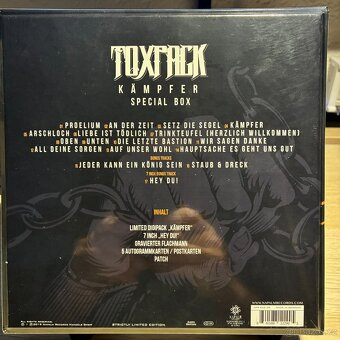 TOXPACK
KÄMPFER
SPECIAL BOX
PROELIUM AN DER ZEIT SETZ DIE SEGEL KÄMPFER
ARSCHLOCH LIEBE IST TÖDLICH TRINKTEUFEL (HERZLICH WILLKOMMEN)
OBEN UNTEN DIE LETZTE BASTION WIR SAGEN DANKE
ALL DEINE SORGEN AUF UNSER WOHL HAUPTSACHE ES GEHT UNS GUT
BONUS TRACKS
JEDER KANN EIN KÖNIG SEIN STAUB & DRECK
7 INCH BONUS TRACK
HEY DU!
INHALT
LIMITED DIGIPACK „KÄMPFER“
7 INCH „HEY DU!“
GRAVIERTER FLACHMANN
6 AUTOGRAMMKARTEN / POSTKARTEN
PATCH
STRICTLY LIMITED EDITION.
WWW.NAPALMRECORDS.COM